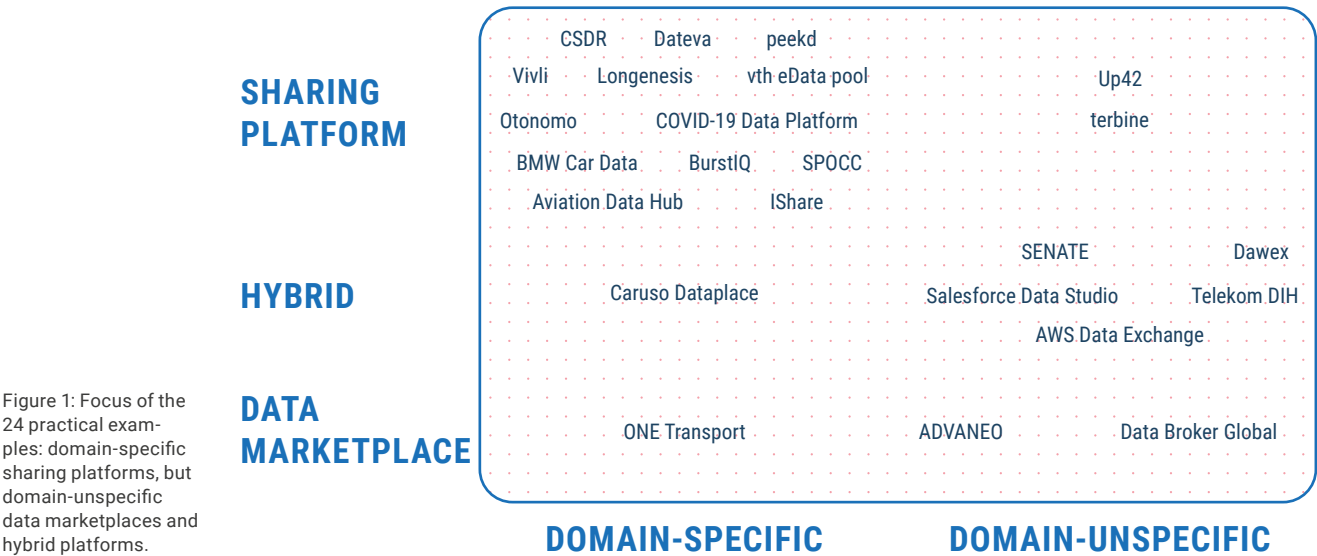 CSDR Dateva peekd
SHARING
PLATFORM
Vivli Longenesis vth eData pool Up42
Otonomo COVID-19 Data Platform terbine
BMW Car Data BurstIQ SPOCC
Aviation Data Hub IShare
SENATE Dawex
HYBRID
Caruso Dataplace Salesforce Data Studio Telekom DIH
AWS Data Exchange
DATA
MARKETPLACE
ONE Transport ADVANEO Data Broker Global
DOMAIN-SPECIFIC DOMAIN-UNSPECIFIC
Figure 1: Focus of the
24 practical exam-
ples: domain-specific
sharing platforms, but
domain-unspecific
data marketplaces and
hybrid platforms.